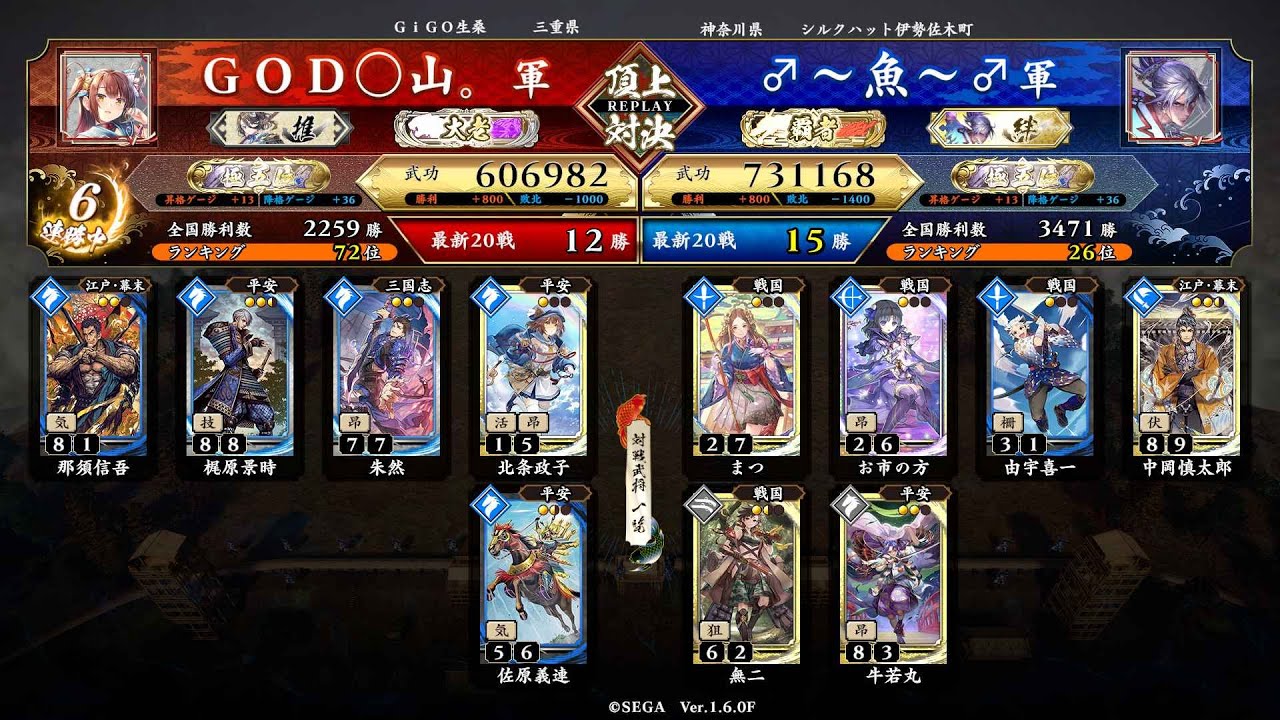 GiGO生桑 三重県
神奈川県 シルクハット伊勢佐木町
GOD◯山。軍
頂上
REPLAY
対決
♂〜魚〜♂軍
推
大老
覇者
絆
6
連勝中
武功 606982
勝利 +800 敗北 −1000
武功 731168
勝利 +800 敗北 −1400
昇格ゲージ +13 降格ゲージ +36
昇格ゲージ +13 降格ゲージ +36
全国勝利数 2259勝
ランキング 72位
最新20戦 12勝
最新20戦 15勝
全国勝利数 3471勝
ランキング 26位
江戸・幕末
平安
三国志
平安
戦国
戦国
戦国
江戸・幕末
気
技
昂
活 昂
昂
柵
伏
8 1
8 8
7 7
1 5
2 7
2 6
3 1
8 9
那須信吾
梶原景時
朱然
北条政子
まつ
お市の方
由宇喜一
中岡慎太郎
対戦武将一覧
平安
戦国
平安
気
狙
昂
5 6
6 2
8 3
佐原義連
無二
牛若丸
©SEGA Ver.1.6.0F